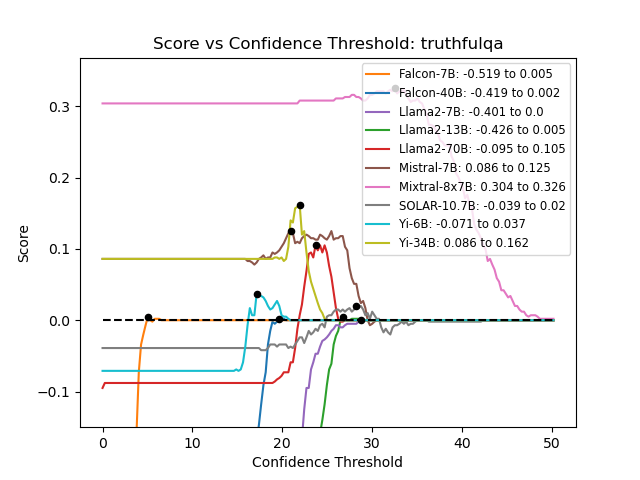 Score vs Confidence Threshold: truthfulqa
Falcon-7B: -0.519 to 0.005
Falcon-40B: -0.419 to 0.002
Llama2-7B: -0.401 to 0.0
Llama2-13B: -0.426 to 0.005
Llama2-70B: -0.095 to 0.105
Mistral-7B: 0.086 to 0.125
Mixtral-8x7B: 0.304 to 0.326
SOLAR-10.7B: -0.039 to 0.02
Yi-6B: -0.071 to 0.037
Yi-34B: 0.086 to 0.162
0.3
0.2
0.1
0.0
−0.1
Score
0 10 20 30 40 50
Confidence Threshold